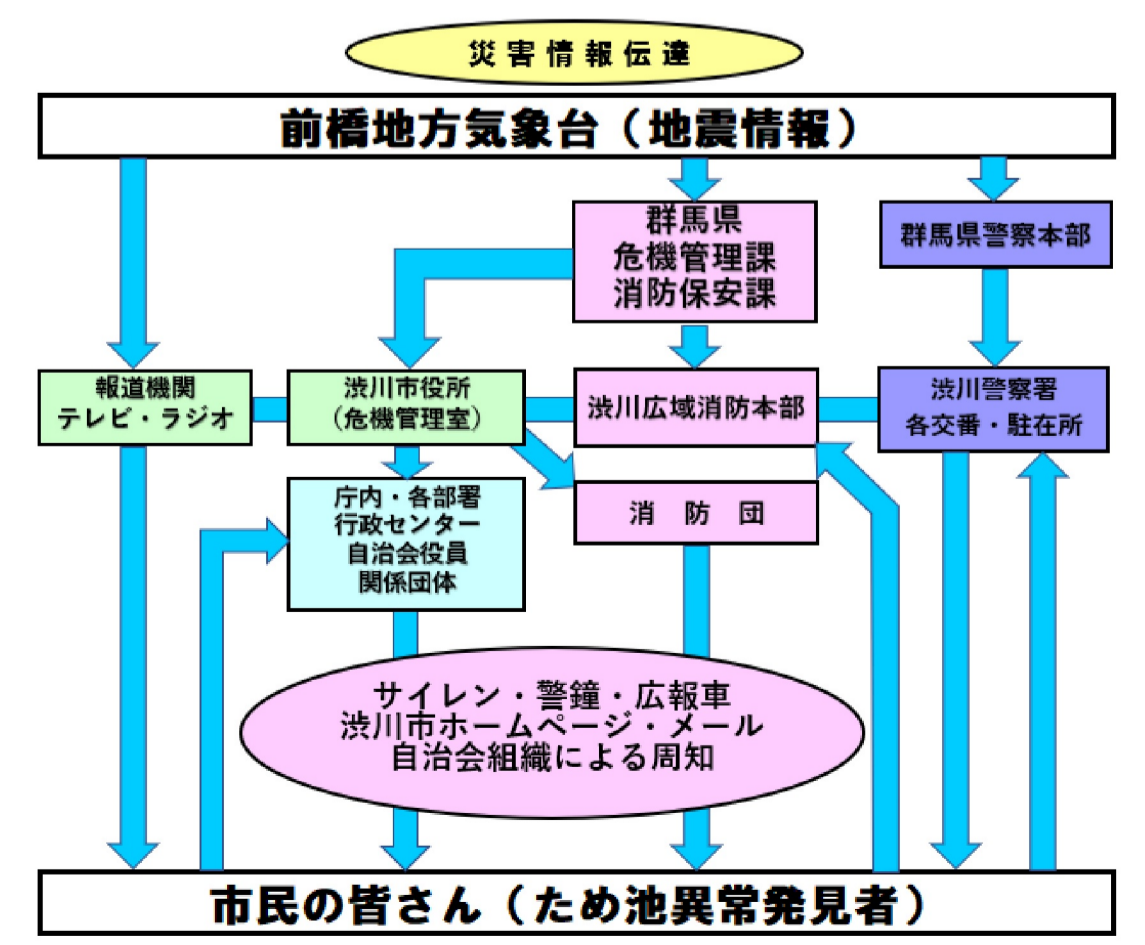 災害情報伝達
前橋地方気象台（地震情報）
群馬県
危機管理課
消防保安課
群馬県警察本部
報道機関
テレビ・ラジオ
渋川市役所
（危機管理室）
渋川広域消防本部
渋川警察署
各交番・駐在所
庁内・各部署
行政センター
自治会役員
関係団体
消　防　団
サイレン・警鐘・広報車
渋川市ホームページ・メール
自治会組織による周知
市民の皆さん（ため池異常発見者）